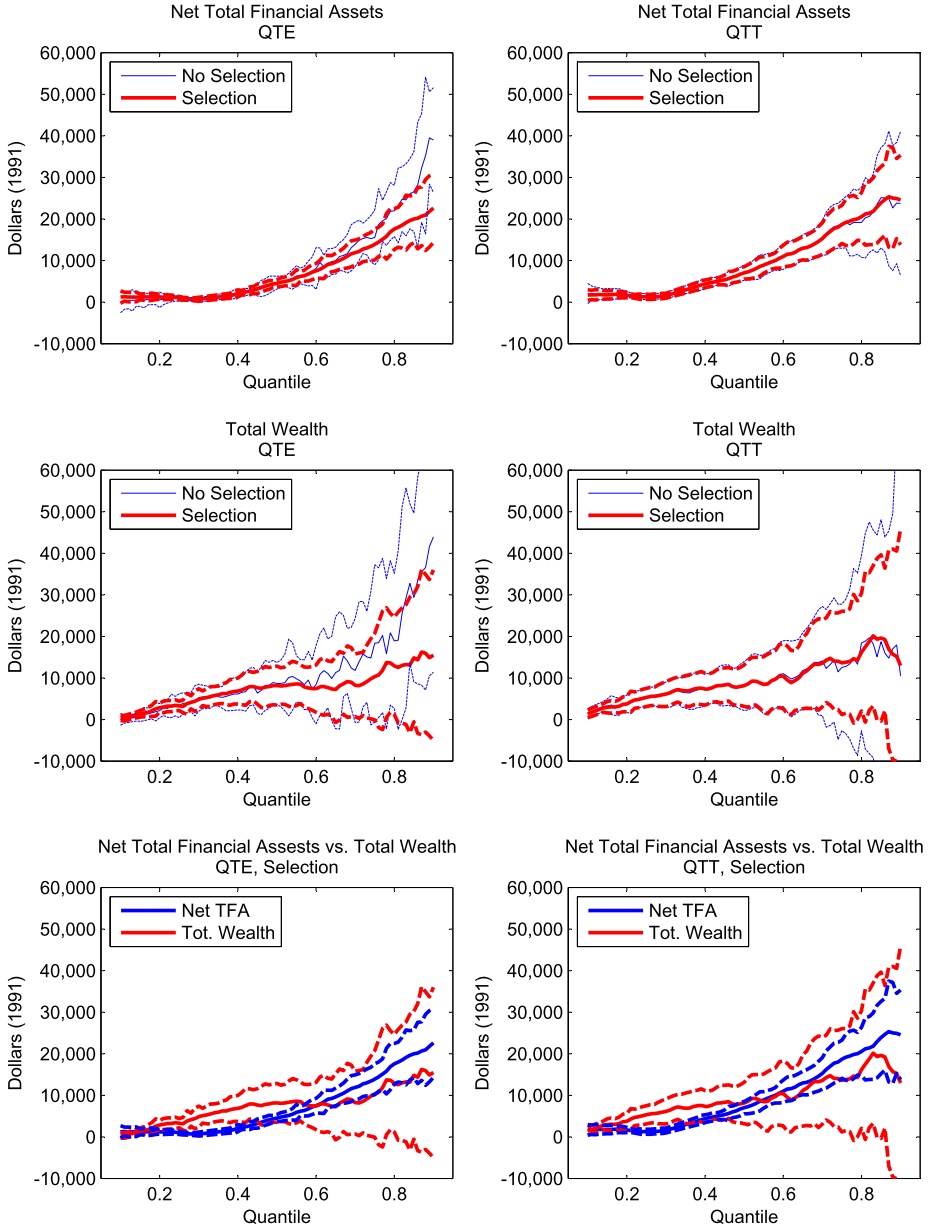 Net Total Financial Assets
QTE
60,000
50,000
40,000
30,000
20,000
10,000
0
-10,000
Dollars (1991)
No Selection
Selection
0.2 0.4 0.6 0.8
Quantile
Net Total Financial Assets
QTT
60,000
50,000
40,000
30,000
20,000
10,000
0
-10,000
Dollars (1991)
No Selection
Selection
0.2 0.4 0.6 0.8
Quantile
Total Wealth
QTE
60,000
50,000
40,000
30,000
20,000
10,000
0
-10,000
Dollars (1991)
No Selection
Selection
0.2 0.4 0.6 0.8
Quantile
Total Wealth
QTT
60,000
50,000
40,000
30,000
20,000
10,000
0
-10,000
Dollars (1991)
No Selection
Selection
0.2 0.4 0.6 0.8
Quantile
Net Total Financial Assests vs. Total Wealth
QTE, Selection
60,000
50,000
40,000
30,000
20,000
10,000
0
-10,000
Dollars (1991)
Net TFA
Tot. Wealth
0.2 0.4 0.6 0.8
Quantile
Net Total Financial Assests vs. Total Wealth
QTT, Selection
60,000
50,000
40,000
30,000
20,000
10,000
0
-10,000
Dollars (1991)
Net TFA
Tot. Wealth
0.2 0.4 0.6 0.8
Quantile